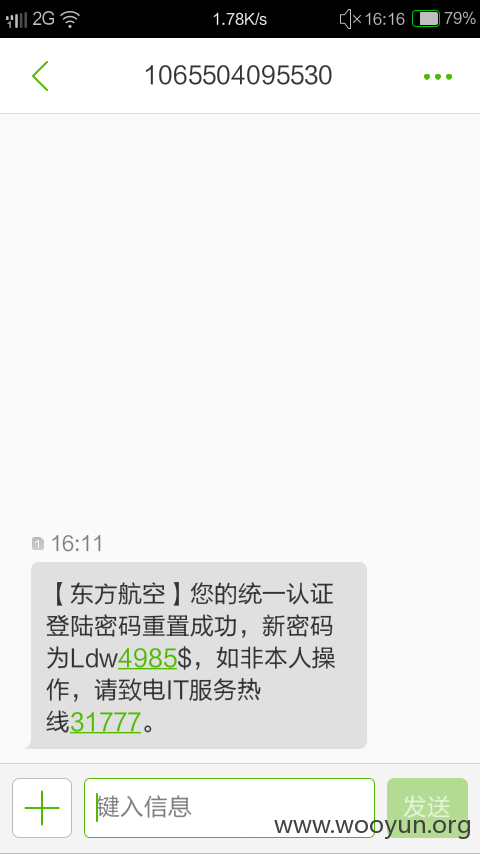 2G 1.78K/s 16:16 79%
1065504095530
1 16:11
【东方航空】您的统一认证
登陆密码重置成功，新密码
为Ldw4985$，如非本人操
作，请致电IT服务热
线31777。
键入信息 发送
www.wooyun.org